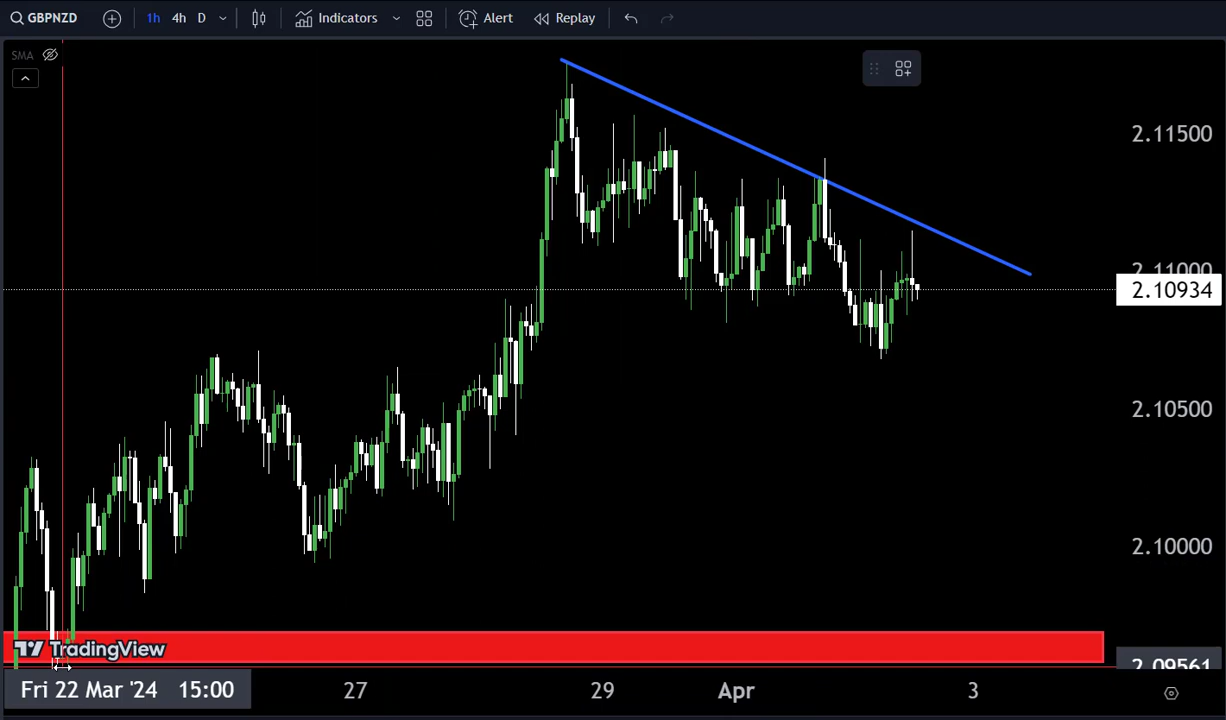 GBPNZD 1h 4h D Indicators Alert Replay
SMA
2.11500
2.11000
2.10934
2.10500
2.10000
TradingView
2.09561
Fri 22 Mar '24 15:00 27 29 Apr 3